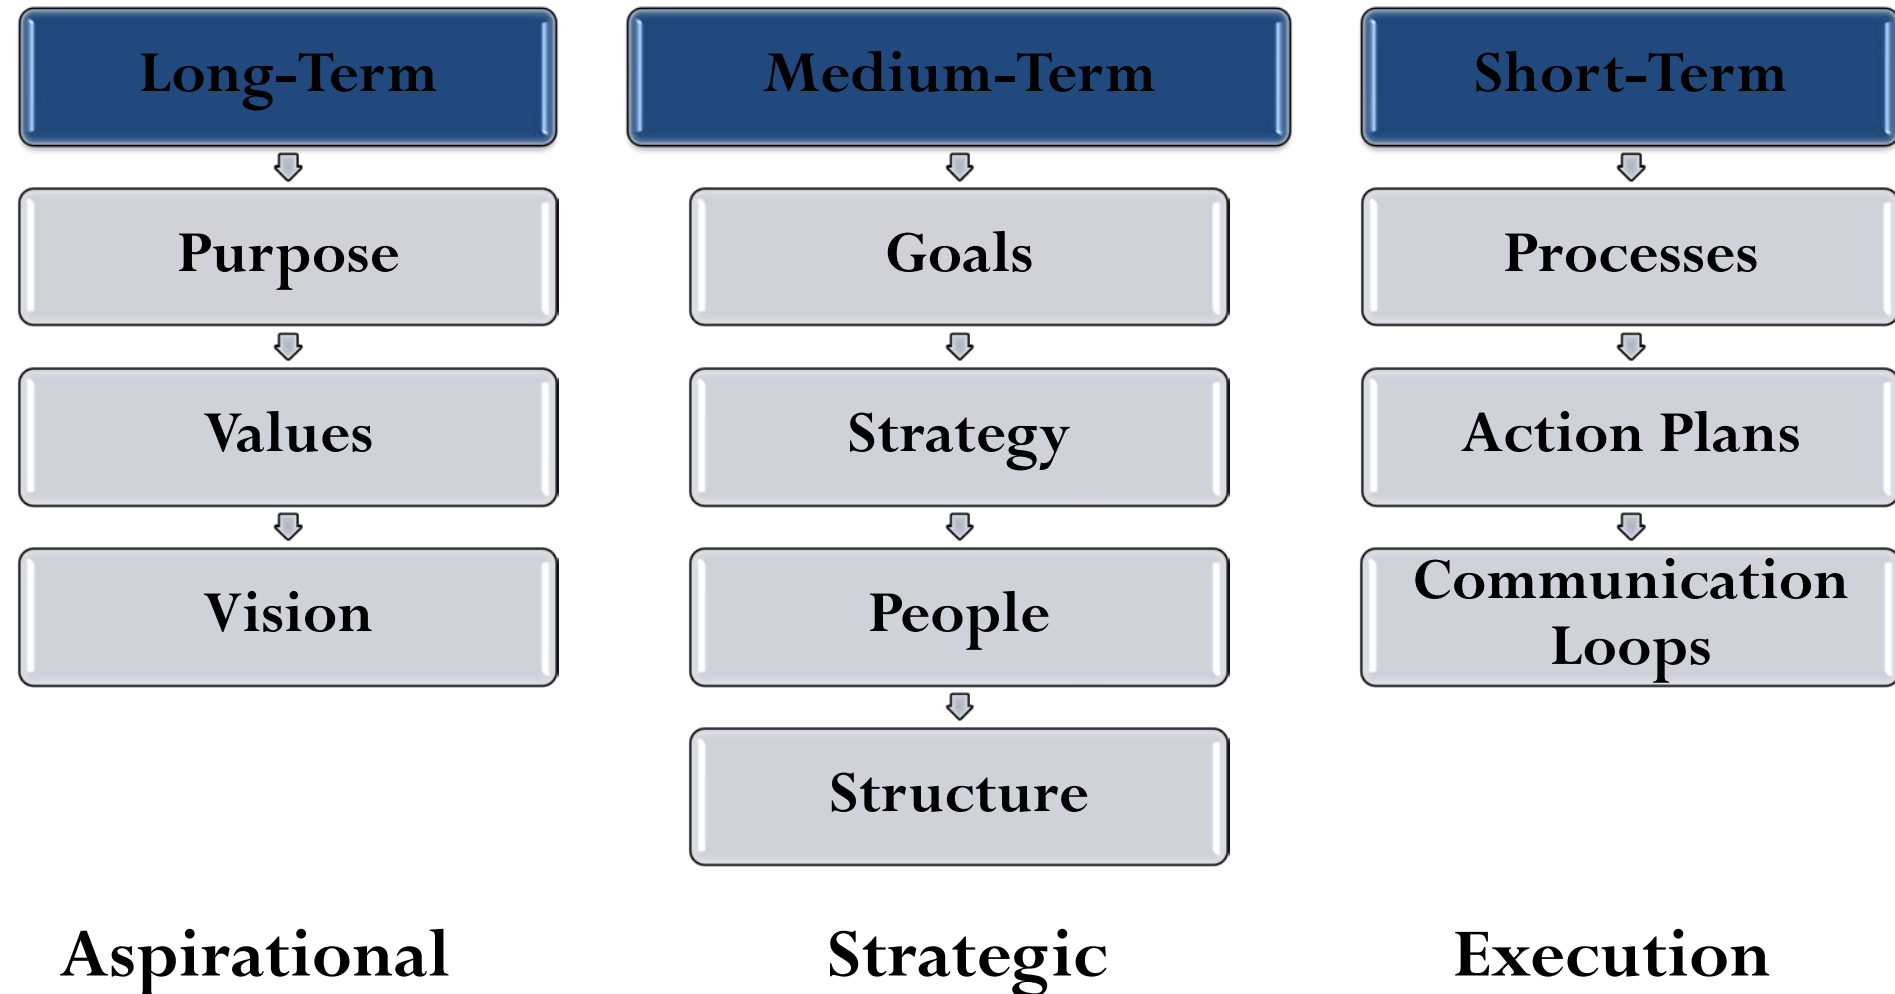 Long-Term
Purpose
Values
Vision
Aspirational
Medium-Term
Goals
Strategy
People
Structure
Strategic
Short-Term
Processes
Action Plans
Communication
Loops
Execution